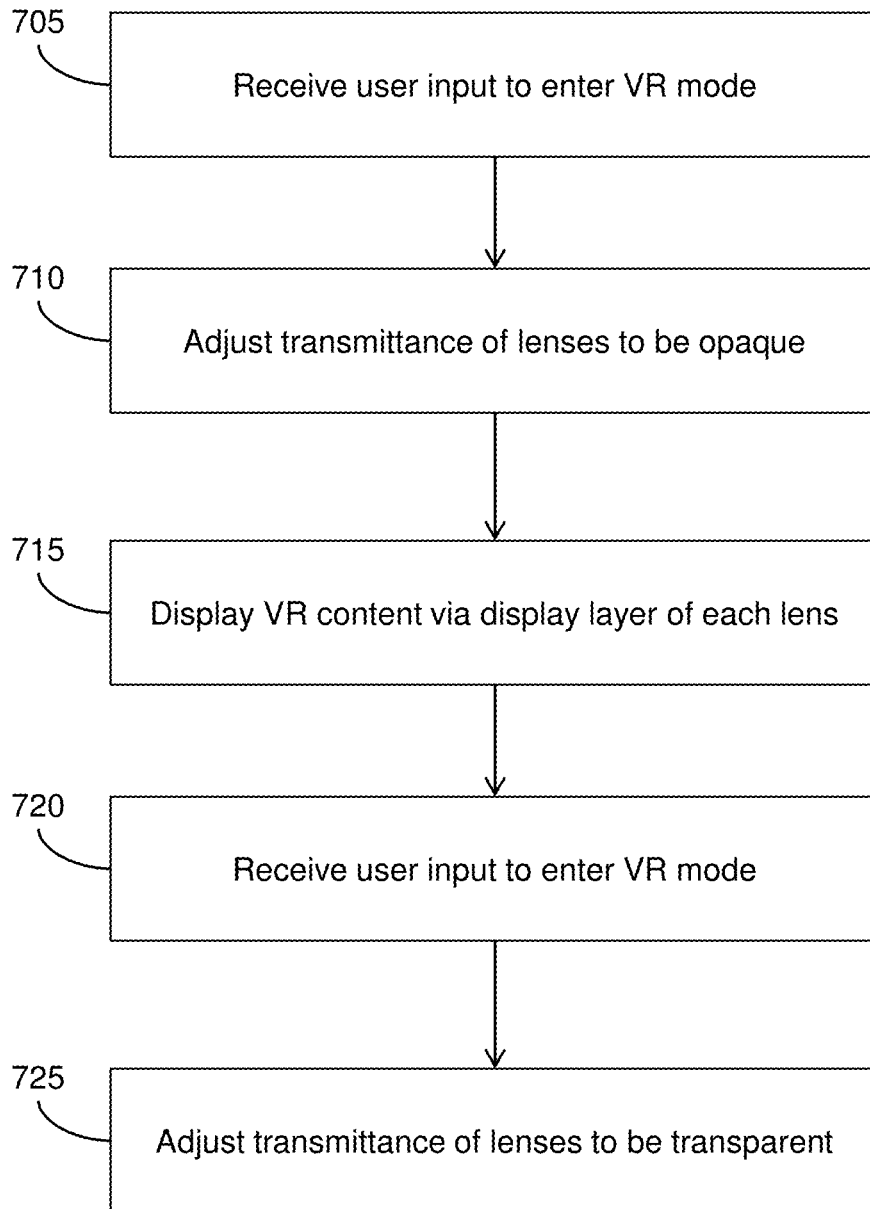 705
Receive user input to enter VR mode
710
Adjust transmittance of lenses to be opaque
715
Display VR content via display layer of each lens
720
Receive user input to enter VR mode
725
Adjust transmittance of lenses to be transparent